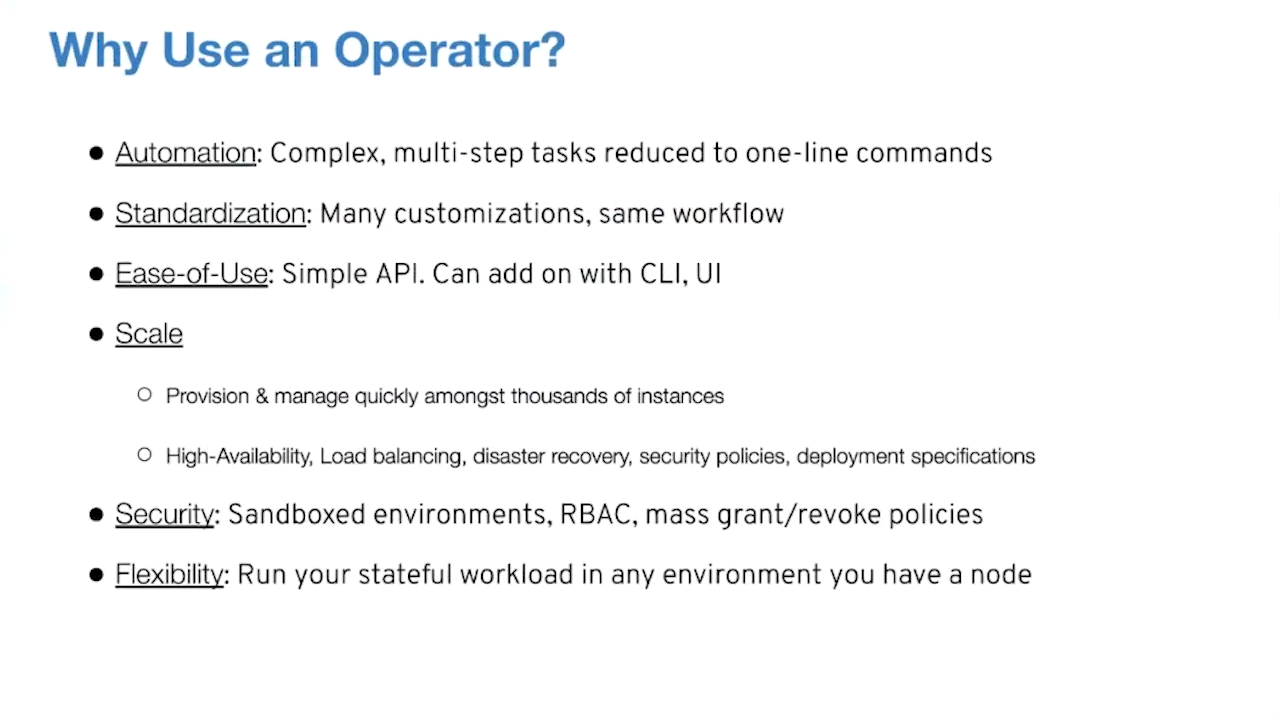 Why Use an Operator?
● Automation: Complex, multi-step tasks reduced to one-line commands
● Standardization: Many customizations, same workflow
● Ease-of-Use: Simple API. Can add on with CLI, UI
● Scale
○ Provision & manage quickly amongst thousands of instances
○ High-Availability, Load balancing, disaster recovery, security policies, deployment specifications
● Security: Sandboxed environments, RBAC, mass grant/revoke policies
● Flexibility: Run your stateful workload in any environment you have a node